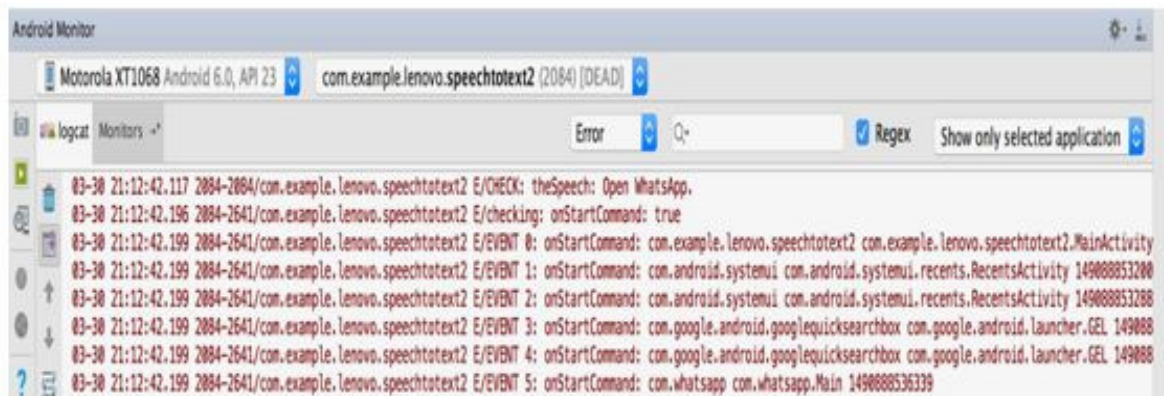 Android Monitor
Motorola XT1068 Android 6.0, API 23 com.example.lenovo.speechtotext2 (2084) [DEAD]
logcat Monitors Error Regex Show only selected application
03-30 21:12:42.117 2084-2084/com.example.lenovo.speechtotext2 E/CHECK: theSpeech: Open WhatsApp.
03-30 21:12:42.196 2084-2641/com.example.lenovo.speechtotext2 E/checking: onStartCommand: true
03-30 21:12:42.199 2084-2641/com.example.lenovo.speechtotext2 E/EVENT 0: onStartCommand: com.example.lenovo.speechtotext2 com.example.lenovo.speechtotext2.MainActivity
03-30 21:12:42.199 2084-2641/com.example.lenovo.speechtotext2 E/EVENT 1: onStartCommand: com.android.systemui com.android.systemui.recents.RecentsActivity 149088853200
03-30 21:12:42.199 2084-2641/com.example.lenovo.speechtotext2 E/EVENT 2: onStartCommand: com.android.systemui com.android.systemui.recents.RecentsActivity 149088853288
03-30 21:12:42.199 2084-2641/com.example.lenovo.speechtotext2 E/EVENT 3: onStartCommand: com.google.android.googlequicksearchbox com.google.android.launcher.GEL 149088
03-30 21:12:42.199 2084-2641/com.example.lenovo.speechtotext2 E/EVENT 4: onStartCommand: com.google.android.googlequicksearchbox com.google.android.launcher.GEL 149088
03-30 21:12:42.199 2084-2641/com.example.lenovo.speechtotext2 E/EVENT 5: onStartCommand: com.whatsapp com.whatsapp.Main 1490888536339